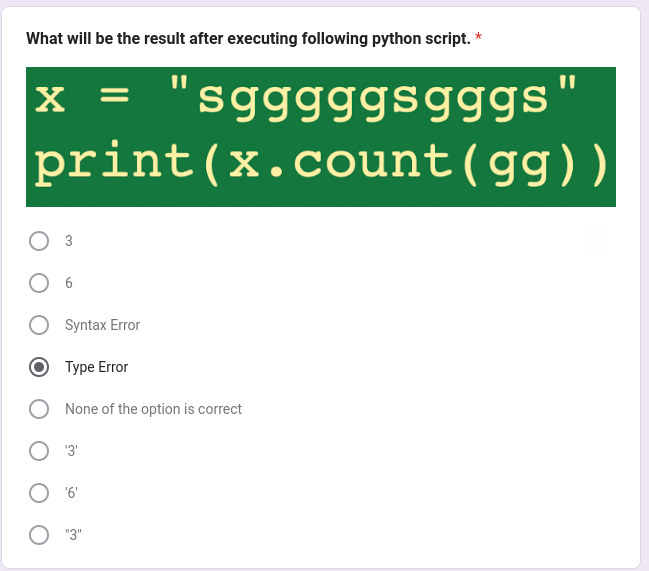 What will be the result after executing following python script. *
x = "sgggggsgggs"
print(x.count(gg))
3
6
Syntax Error
Type Error
None of the option is correct
'3'
'6'
"3"